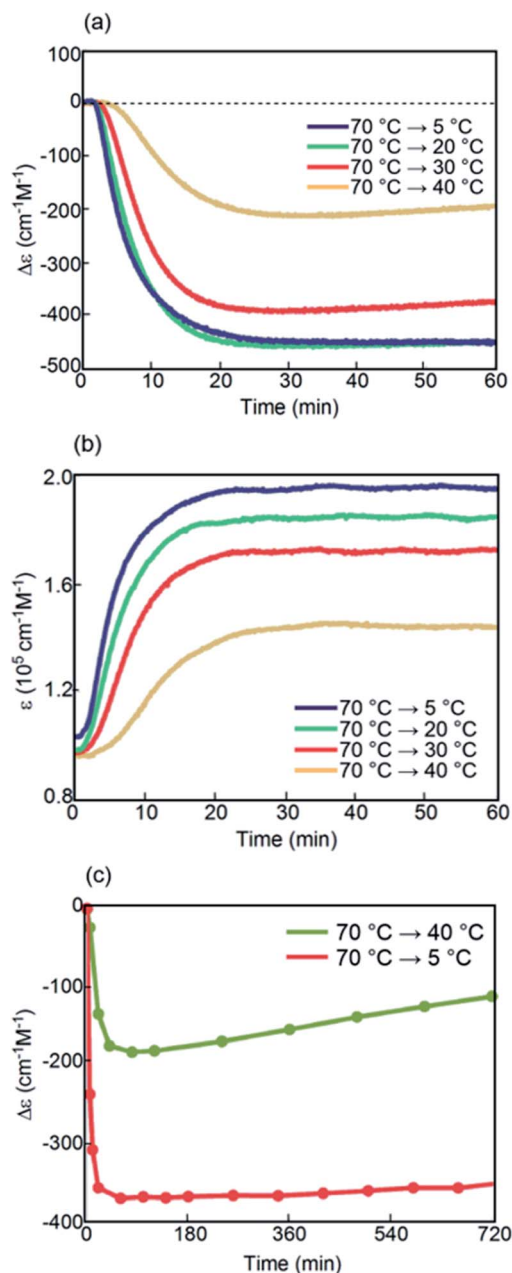 (a)
100
0
-100
-200
-300
-400
-500
Δε (cm⁻¹M⁻¹)
70 °C → 5 °C
70 °C → 20 °C
70 °C → 30 °C
70 °C → 40 °C
0 10 20 30 40 50 60
Time (min)
(b)
2.0
1.6
1.2
0.8
ε (10⁵ cm⁻¹M⁻¹)
70 °C → 5 °C
70 °C → 20 °C
70 °C → 30 °C
70 °C → 40 °C
0 10 20 30 40 50 60
Time (min)
(c)
0
-100
-200
-300
-400
Δε (cm⁻¹M⁻¹)
70 °C → 40 °C
70 °C → 5 °C
0 180 360 540 720
Time (min)